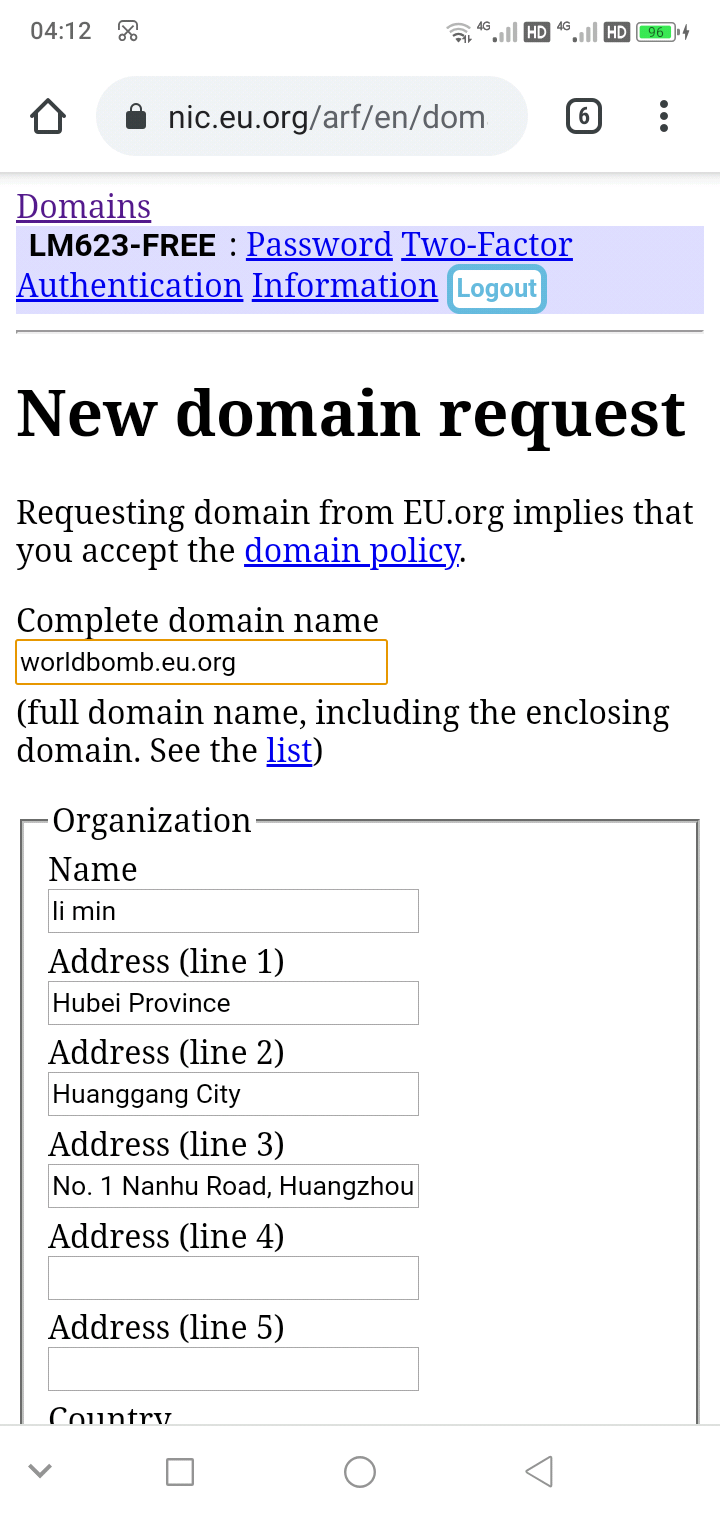 04:12
4G HD 4G HD 96
nic.eu.org/arf/en/dom
6
Domains
LM623-FREE : Password Two-Factor
Authentication Information Logout
New domain request
Requesting domain from EU.org implies that
you accept the domain policy.
Complete domain name
worldbomb.eu.org
(full domain name, including the enclosing
domain. See the list)
Organization
Name
li min
Address (line 1)
Hubei Province
Address (line 2)
Huanggang City
Address (line 3)
No. 1 Nanhu Road, Huangzhou
Address (line 4)
Address (line 5)
Country